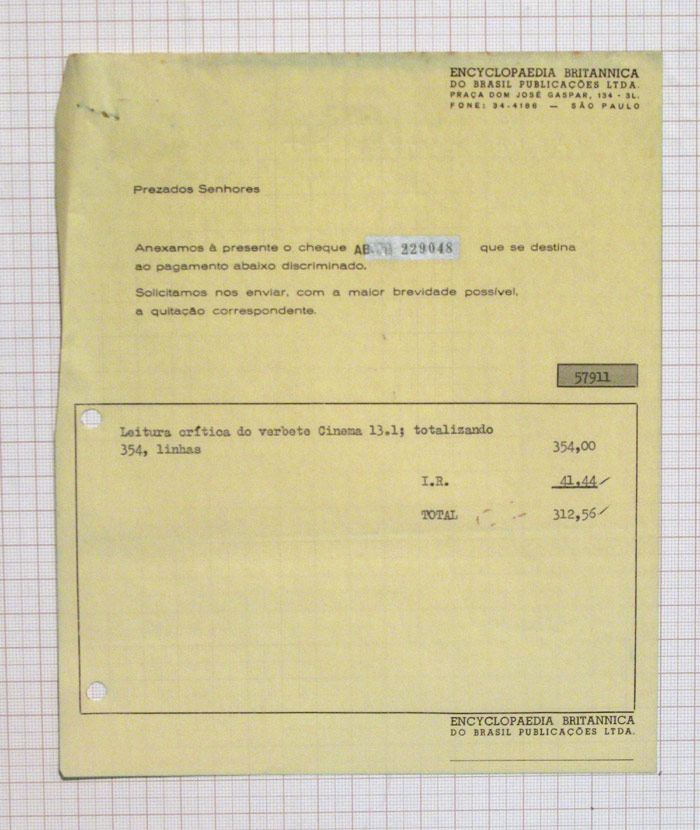 ENCYCLOPAEDIA BRITANNICA
DO BRASIL PUBLICAÇÕES LTDA.
PRAÇA DOM JOSÉ GASPAR, 134 - 3L.
FONE: 34-4186 — SÃO PAULO
Prezados Senhores
Anexamos à presente o cheque AB 229048 que se destina
ao pagamento abaixo discriminado.
Solicitamos nos enviar, com a maior brevidade possível,
a quitação correspondente.
57911
Leitura crítica do verbete Cinema 13.1; totalizando
354, linhas 354,00
I.R. 41,44
TOTAL 312,56
ENCYCLOPAEDIA BRITANNICA
DO BRASIL PUBLICAÇÕES LTDA.